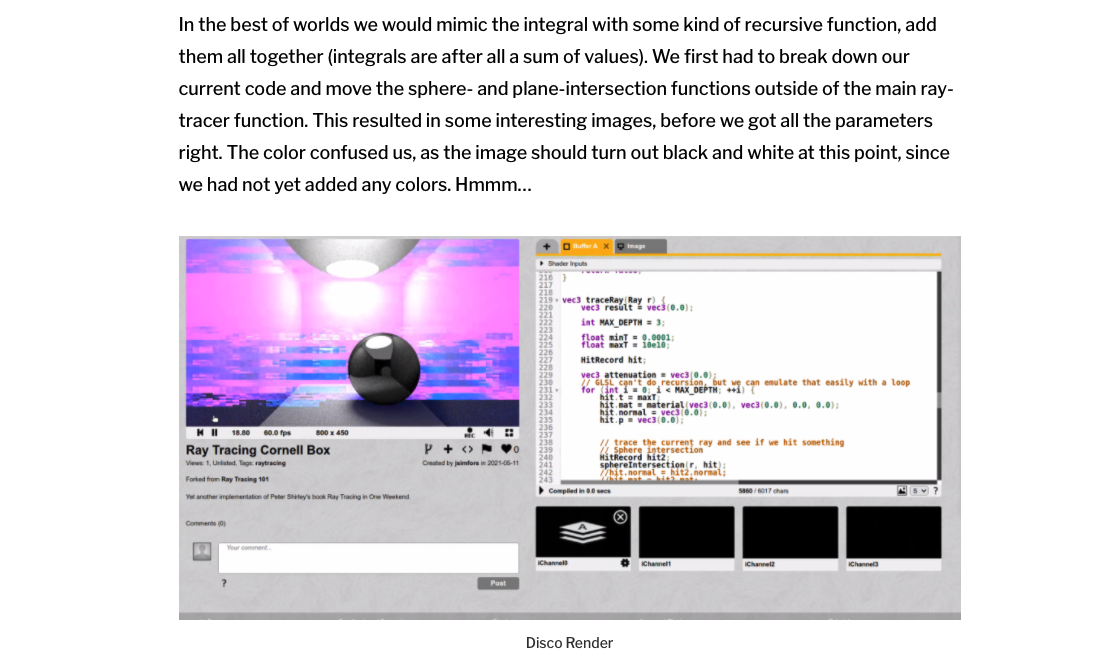 In the best of worlds we would mimic the integral with some kind of recursive function, add
them all together (integrals are after all a sum of values). We first had to break down our
current code and move the sphere- and plane-intersection functions outside of the main ray-
tracer function. This resulted in some interesting images, before we got all the parameters
right. The color confused us, as the image should turn out black and white at this point, since
we had not yet added any colors. Hmmm...
18.80 60.0 fps 800 x 450
REC
Ray Tracing Cornell Box
0
Views: 1, Unlisted, Tags: raytracing
Created by jsimfors in 2021-05-11
Forked from Ray Tracing 101
Yet another implementation of Peter Shirley's book Ray Tracing in One Weekend.
Comments (0)
Your comment...
?
Post
+ Buffer A X Image
Shader Inputs
216 }
217
218
219 vec3 traceRay(Ray r) {
220 vec3 result = vec3(0.0);
221
222 int MAX_DEPTH = 3;
223
224 float minT = 0.0001;
225 float maxT = 10e10;
226
227 HitRecord hit;
228
229 vec3 attenuation = vec3(0.0);
230 // GLSL can't do recursion, but we can emulate that easily with a loop
231 for (int i = 0; i < MAX_DEPTH; ++i) {
232 hit.t = maxT;
233 hit.mat = material(vec3(0.0), vec3(0.0), 0.0, 0.0);
234 hit.normal = vec3(0.0);
235 hit.p = vec3(0.0);
236
237
238 // trace the current ray and see if we hit something
239 // Sphere intersection
240 HitRecord hit2;
241 sphereIntersection(r, hit);
242 //hit.normal = hit2.normal;
243
Compiled in 0.0 secs
5860 / 6017 chars
S
?
A
iChannel0
iChannel1
iChannel2
iChannel3
Disco Render